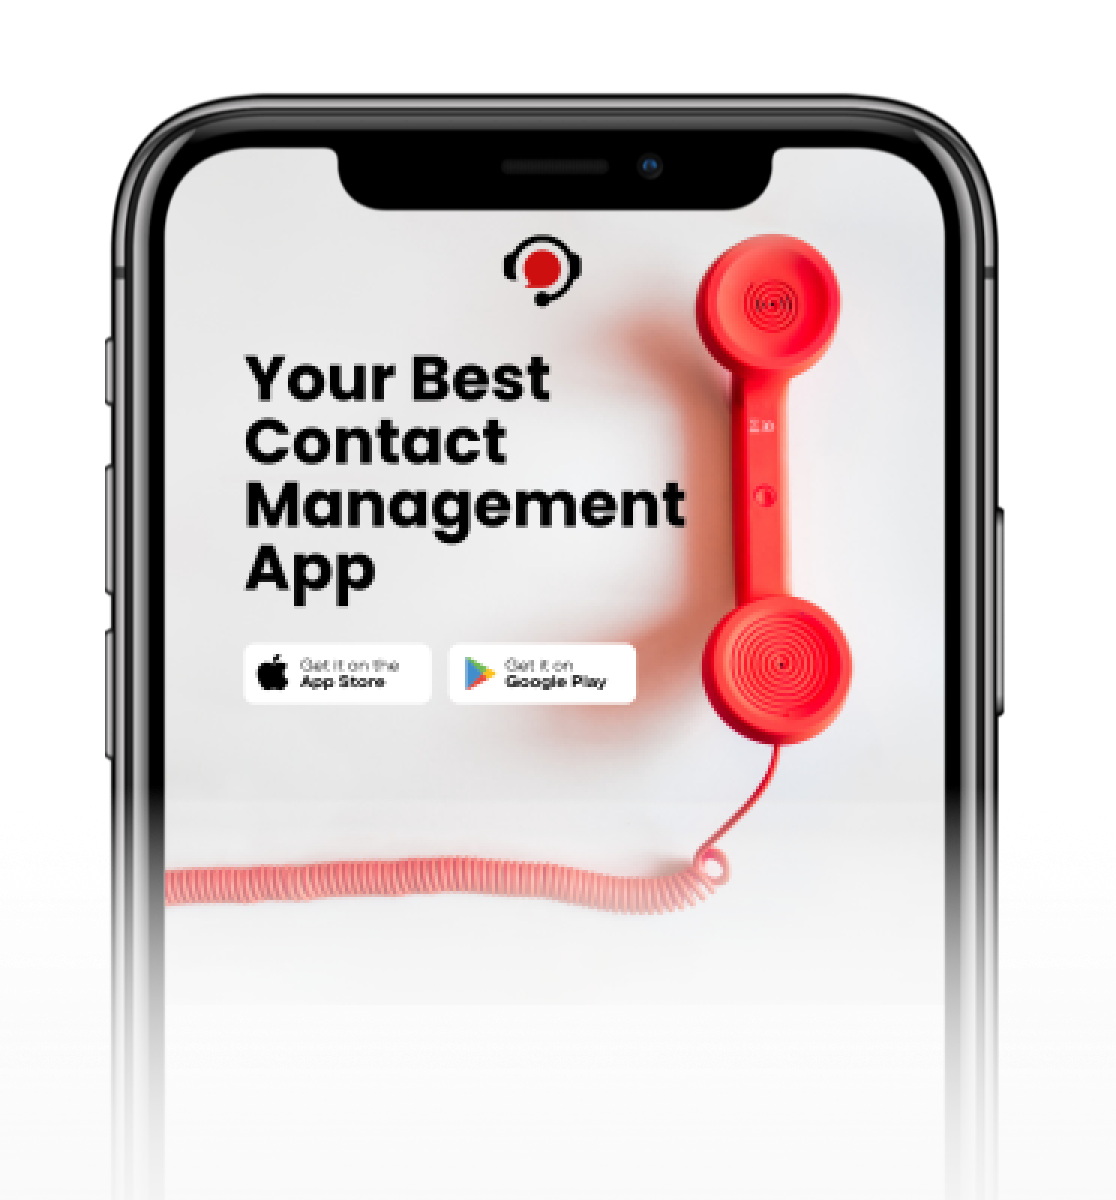 Your Best
Contact
Management
App
Get it on the
App Store
Get it on
Google Play